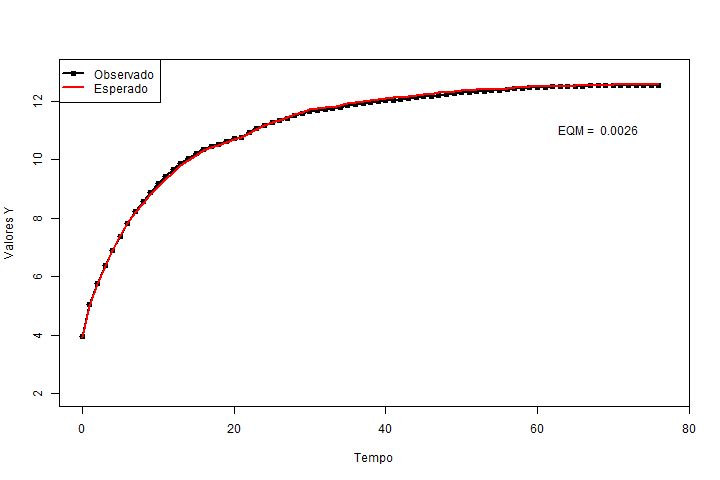 Observado
Esperado
EQM = 0.0026
Valores Y
2
4
6
8
10
12
0
20
40
60
80
Tempo